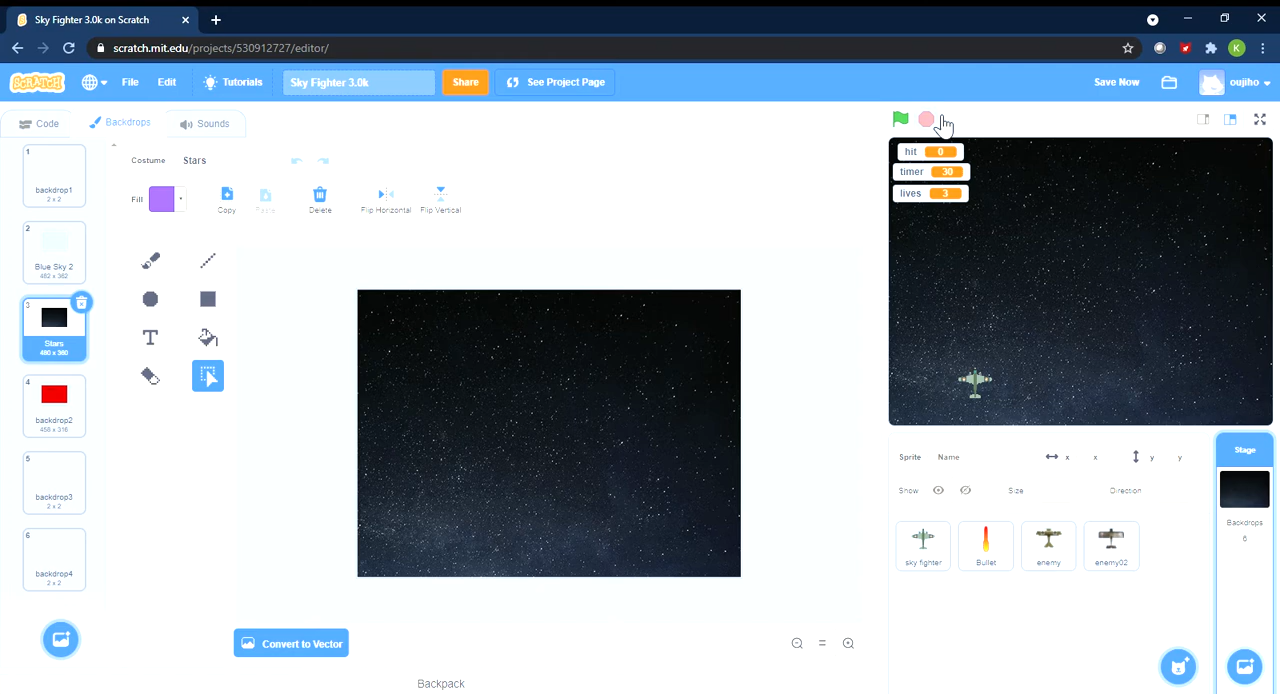 Sky Fighter 3.0k on Scratch
scratch.mit.edu/projects/530912727/editor/
K
SCRATCH
File
Edit
Tutorials
Sky Fighter 3.0k
Share
See Project Page
Save Now
oujiho
Code
Backdrops
Sounds
1
backdrop1
2 x 2
2
Blue Sky 2
482 x 362
3
Stars
480 x 360
4
backdrop2
458 x 316
5
backdrop3
2 x 2
6
backdrop4
2 x 2
Costume
Stars
Fill
Copy
Paste
Delete
Flip Horizontal
Flip Vertical
T
Convert to Vector
Backpack
hit 0
timer 30
lives 3
Sprite Name x x y y
Show Size Direction
sky fighter
Bullet
enemy
enemy02
Stage
Backdrops
6